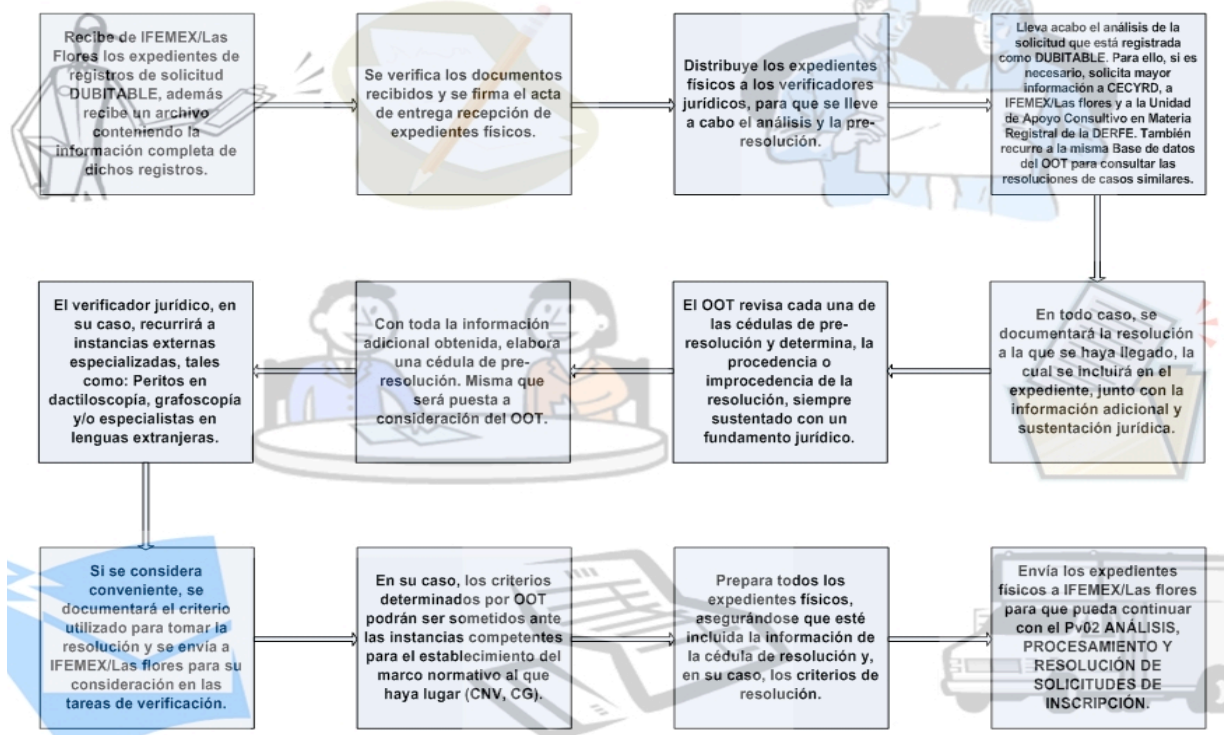 Recibe de IFEMEX/Las
Flores los expedientes de
registros de solicitud
DUBITABLE, además
recibe un archivo
conteniendo la
información completa de
dichos registros.
Se verifica los documentos
recibidos y se firma el acta
de entrega recepción de
expedientes físicos.
Distribuye los expedientes
físicos a los verificadores
jurídicos, para que se lleve
a cabo el análisis y la pre-
resolución.
Lleva acabo el análisis de la
solicitud que está registrada
como DUBITABLE. Para ello, si es
necesario, solicita mayor
información a CECYRD, a
IFEMEX/Las flores y a la Unidad
de Apoyo Consultivo en Materia
Registral de la DERFE. También
recurre a la misma Base de datos
del OOT para consultar las
resoluciones de casos similares.
En todo caso, se
documentará la resolución
a la que se haya llegado, la
cual se incluirá en el
expediente, junto con la
información adicional y
sustentación jurídica.
El OOT revisa cada una de
las cédulas de pre-
resolución y determina, la
procedencia o
improcedencia de la
resolución, siempre
sustentado con un
fundamento jurídico.
Con toda la información
adicional obtenida, elabora
una cédula de pre-
resolución. Misma que
será puesta a
consideración del OOT.
El verificador jurídico, en
su caso, recurrirá a
instancias externas
especializadas, tales
como: Peritos en
dactiloscopía, grafoscopía
y/o especialistas en
lenguas extranjeras.
Si se considera
conveniente, se
documentará el criterio
utilizado para tomar la
resolución y se envía a
IFEMEX/Las flores para su
consideración en las
tareas de verificación.
En su caso, los criterios
determinados por OOT
podrán ser sometidos ante
las instancias competentes
para el establecimiento del
marco normativo al que
haya lugar (CNV, CG).
Prepara todos los
expedientes físicos,
asegurándose que esté
incluida la información de
la cédula de resolución y,
en su caso, los criterios de
resolución.
Envía los expedientes
físicos a IFEMEX/Las flores
para que pueda continuar
con el Pv02 ANÁLISIS,
PROCESAMIENTO Y
RESOLUCIÓN DE
SOLICITUDES DE
INSCRIPCIÓN.